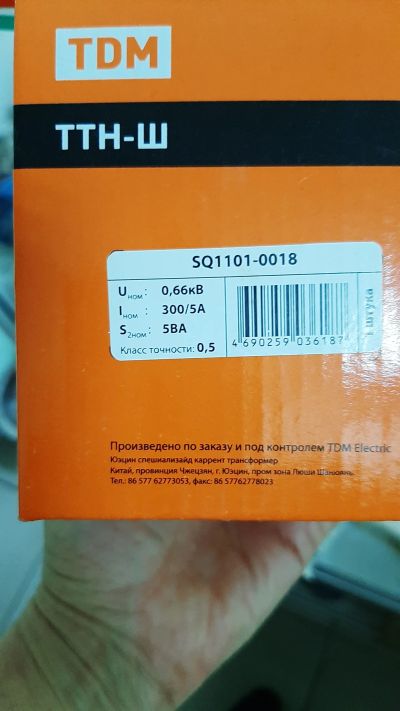 TDM
ТТН-Ш
SQ1101-0018
Uном: 0,66кВ
Iном: 300/5А
S2ном: 5ВА
Класс точности: 0,5
4 690259 036187
1 штука
Произведено по заказу и под контролем TDM Electric
Юэцин спешиализайд каррент трансформер
Китай, провинция Чжецзян, г. Юэцин, пром зона Люши Шанюянь.
Тел.: 86 577 62773053, факс: 86 57762778023